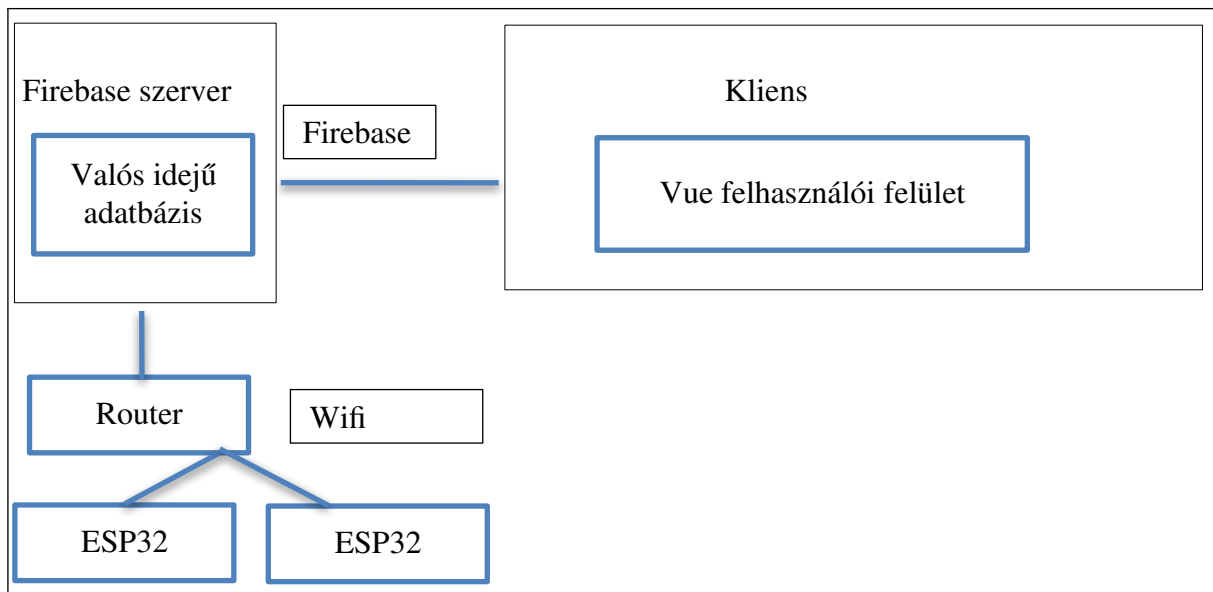 Firebase szerver
Valós idejű
adatbázis
Firebase
Kliens
Vue felhasználói felület
Router
Wifi
ESP32
ESP32